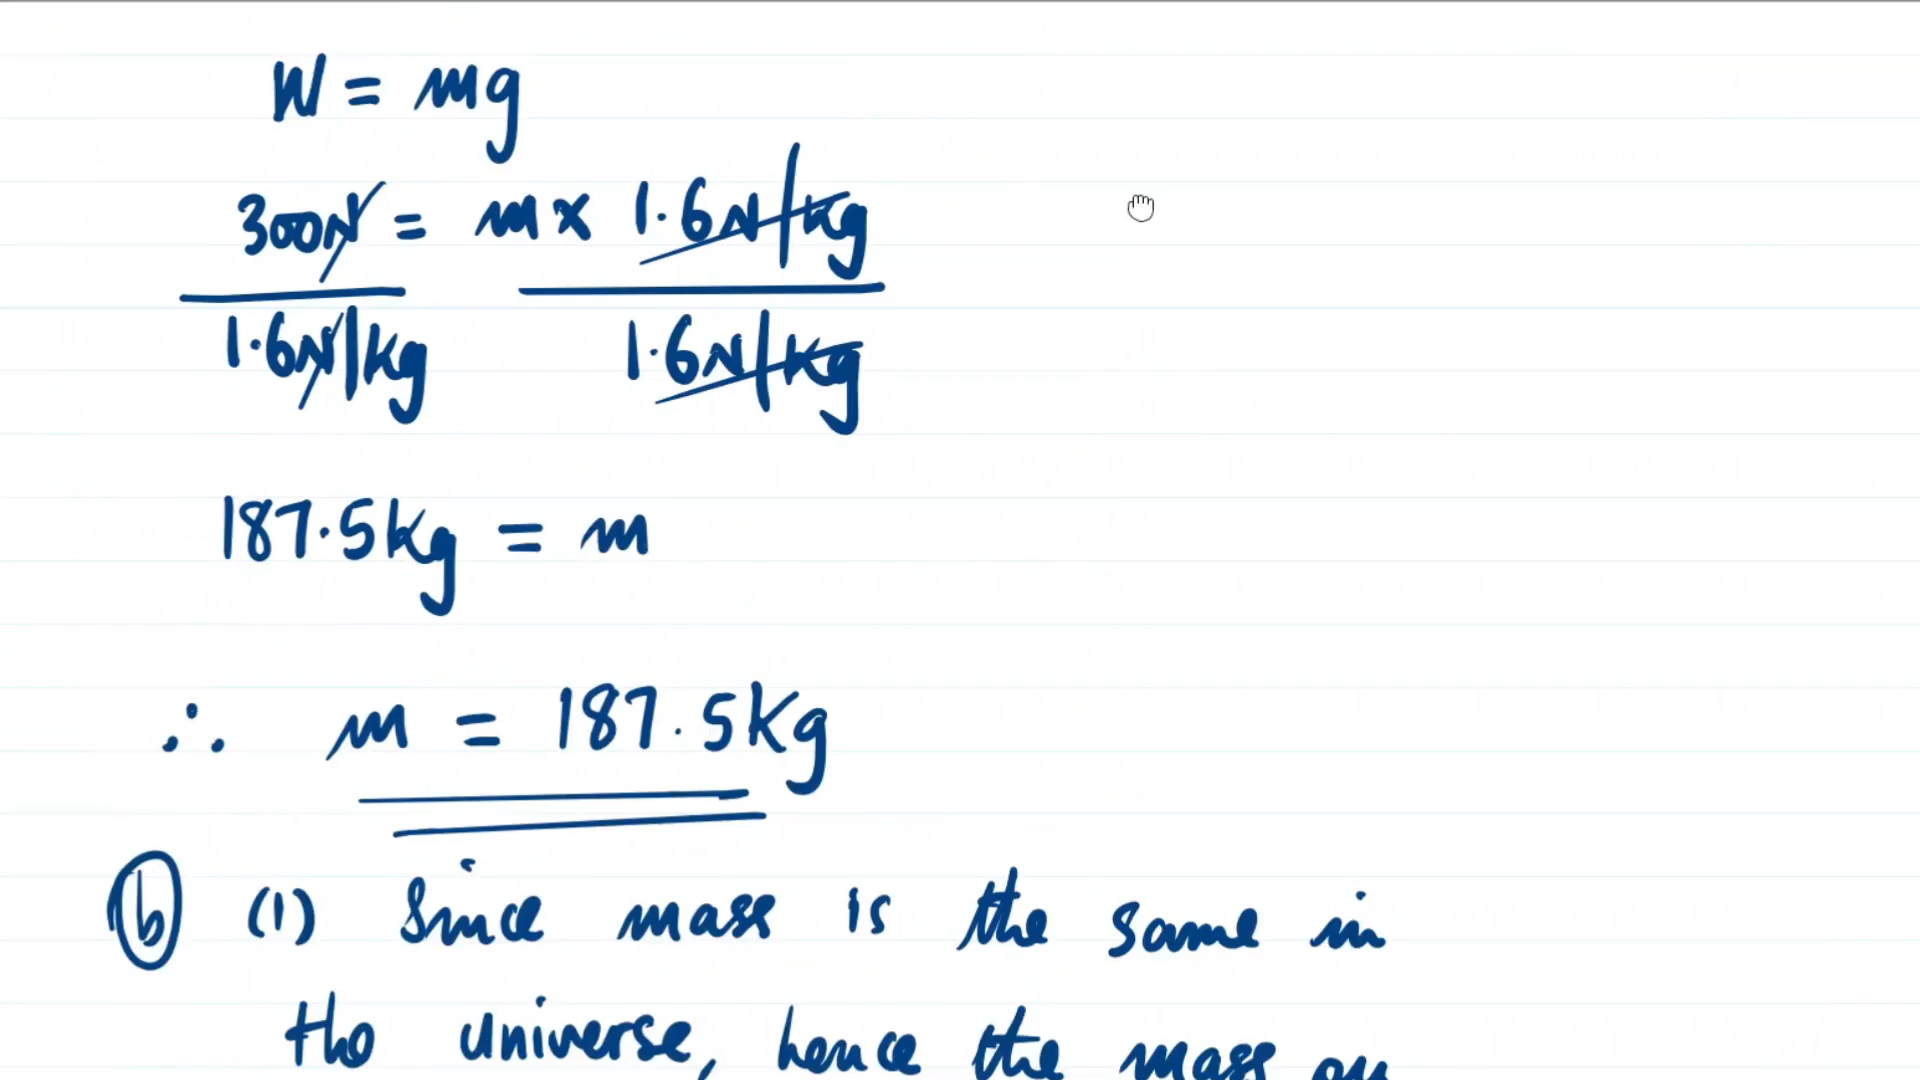 W = mg
300N = m x 1.6N/kg
1.6N/kg 1.6N/kg
187.5kg = m
∴ m = 187.5kg
(b) (1) Since mass is the same in
the universe, hence the mass on